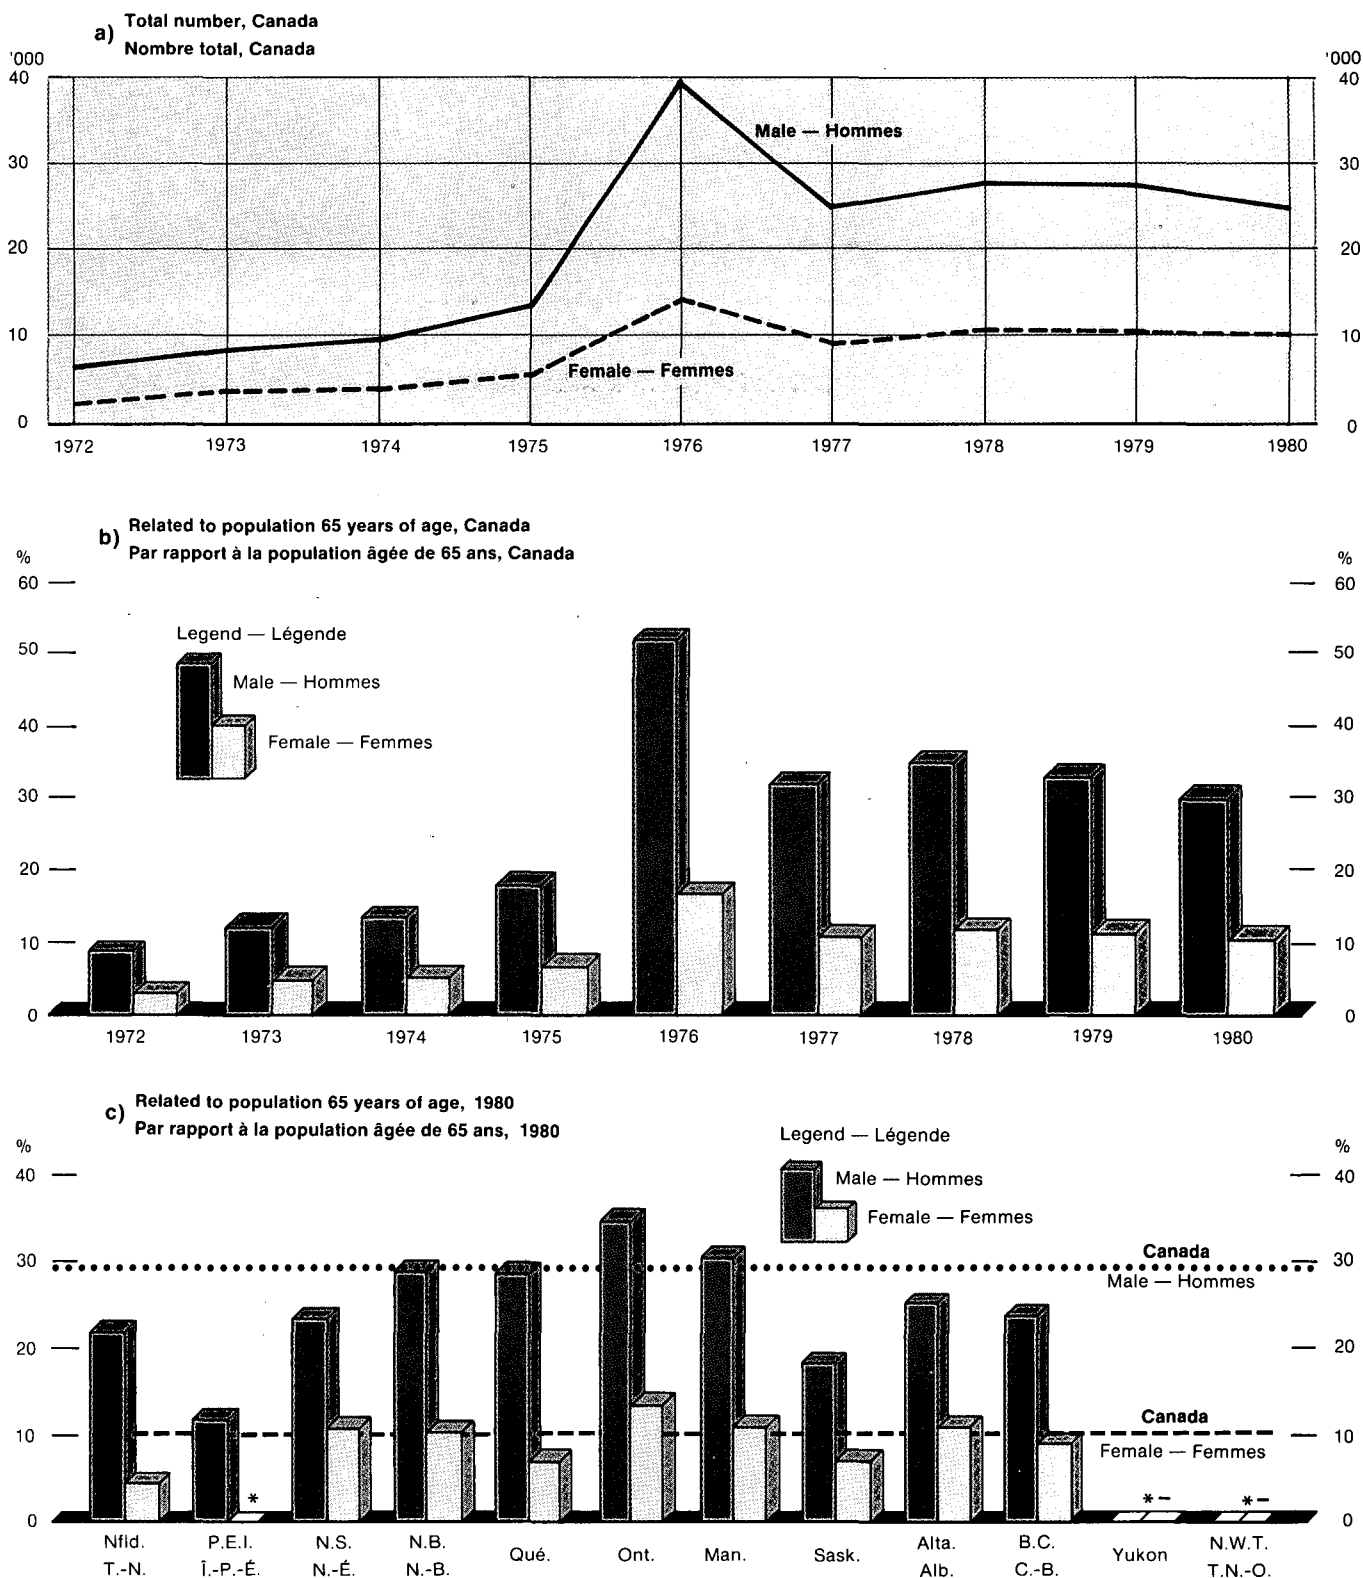 a) Total number, Canada
Nombre total, Canada
'000 '000
40 40
Male — Hommes
30 30
20 20
10 10
Female — Femmes
0 0
1972 1973 1974 1975 1976 1977 1978 1979 1980
b) Related to population 65 years of age, Canada
Par rapport à la population âgée de 65 ans, Canada
% %
60 60
Legend — Légende
50 50
Male — Hommes
40 40
Female — Femmes
30 30
20 20
10 10
0 0
1972 1973 1974 1975 1976 1977 1978 1979 1980
c) Related to population 65 years of age, 1980
Par rapport à la population âgée de 65 ans, 1980
Legend — Légende
% %
40 40
Male — Hommes
Female — Femmes
Canada
30 30
Male — Hommes
20 20
Canada
10 10
Female — Femmes
* * – * –
0 0
Nfld. P.E.I. N.S. N.B. Qué. Ont. Man. Sask. Alta. B.C. Yukon N.W.T.
T.-N. Î.-P.-É. N.-É. N.-B. Alb. C.-B. T.N.-O.